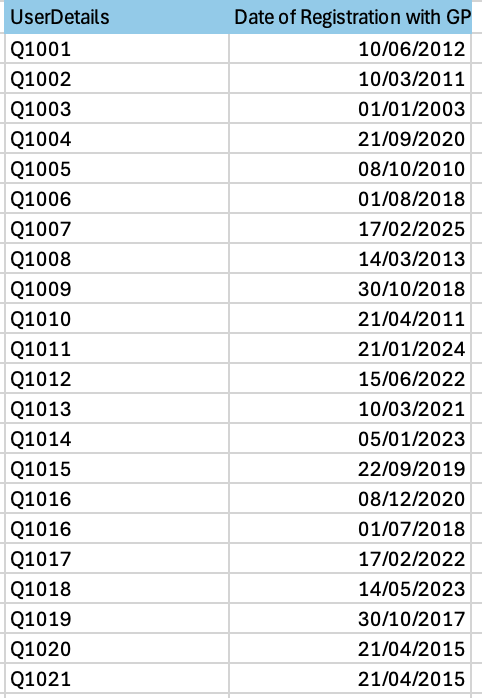 UserDetails Date of Registration with GP
Q1001 10/06/2012
Q1002 10/03/2011
Q1003 01/01/2003
Q1004 21/09/2020
Q1005 08/10/2010
Q1006 01/08/2018
Q1007 17/02/2025
Q1008 14/03/2013
Q1009 30/10/2018
Q1010 21/04/2011
Q1011 21/01/2024
Q1012 15/06/2022
Q1013 10/03/2021
Q1014 05/01/2023
Q1015 22/09/2019
Q1016 08/12/2020
Q1016 01/07/2018
Q1017 17/02/2022
Q1018 14/05/2023
Q1019 30/10/2017
Q1020 21/04/2015
Q1021 21/04/2015